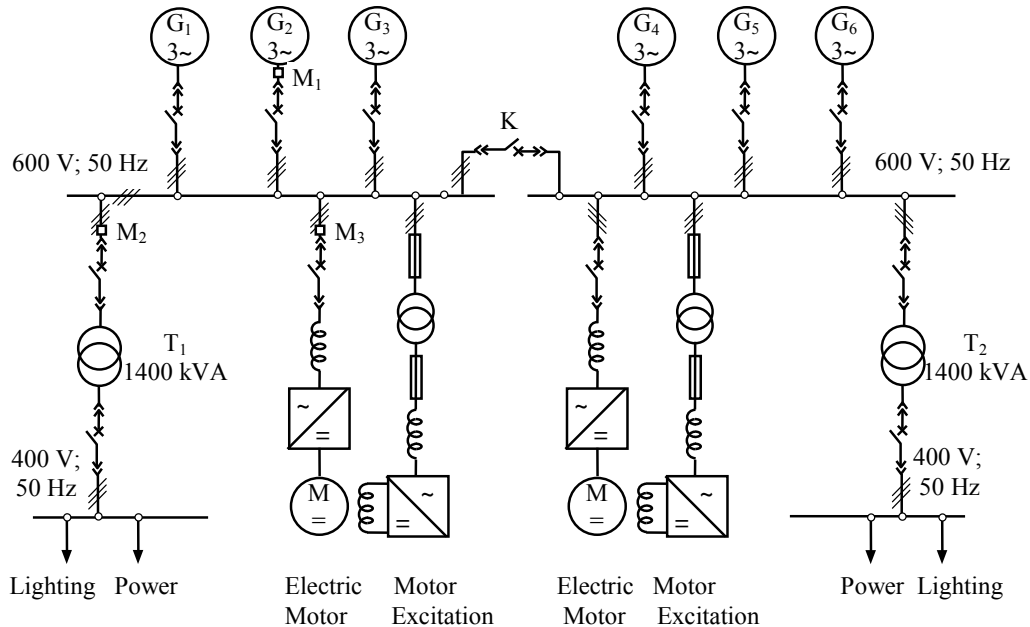 G1 G2 G3 G4 G5 G6
3~ 3~ 3~ 3~ 3~ 3~
M1
K
600 V; 50 Hz 600 V; 50 Hz
M2 M3
T1 T2
1400 kVA 1400 kVA
~ = ~ =
400 V; 400 V;
50 Hz 50 Hz
M = ~ = M = ~ =
Lighting Power Electric Motor Electric Motor Power Lighting
Motor Excitation Motor Excitation